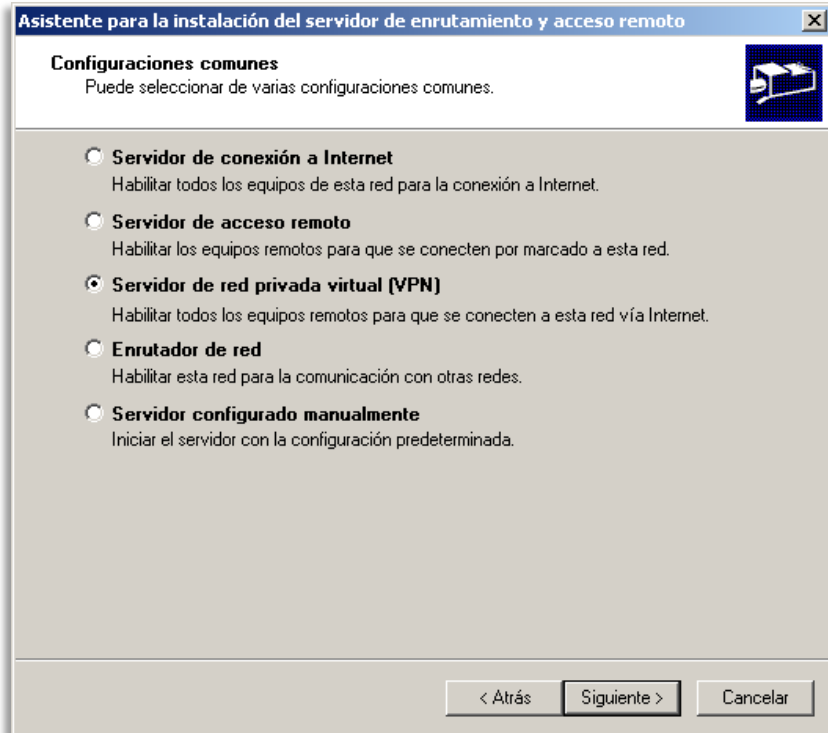 Asistente para la instalación del servidor de enrutamiento y acceso remoto
Configuraciones comunes
Puede seleccionar de varias configuraciones comunes.
Servidor de conexión a Internet
Habilitar todos los equipos de esta red para la conexión a Internet.
Servidor de acceso remoto
Habilitar los equipos remotos para que se conecten por marcado a esta red.
Servidor de red privada virtual (VPN)
Habilitar todos los equipos remotos para que se conecten a esta red vía Internet.
Enrutador de red
Habilitar esta red para la comunicación con otras redes.
Servidor configurado manualmente
Iniciar el servidor con la configuración predeterminada.
< Atrás Siguiente > Cancelar